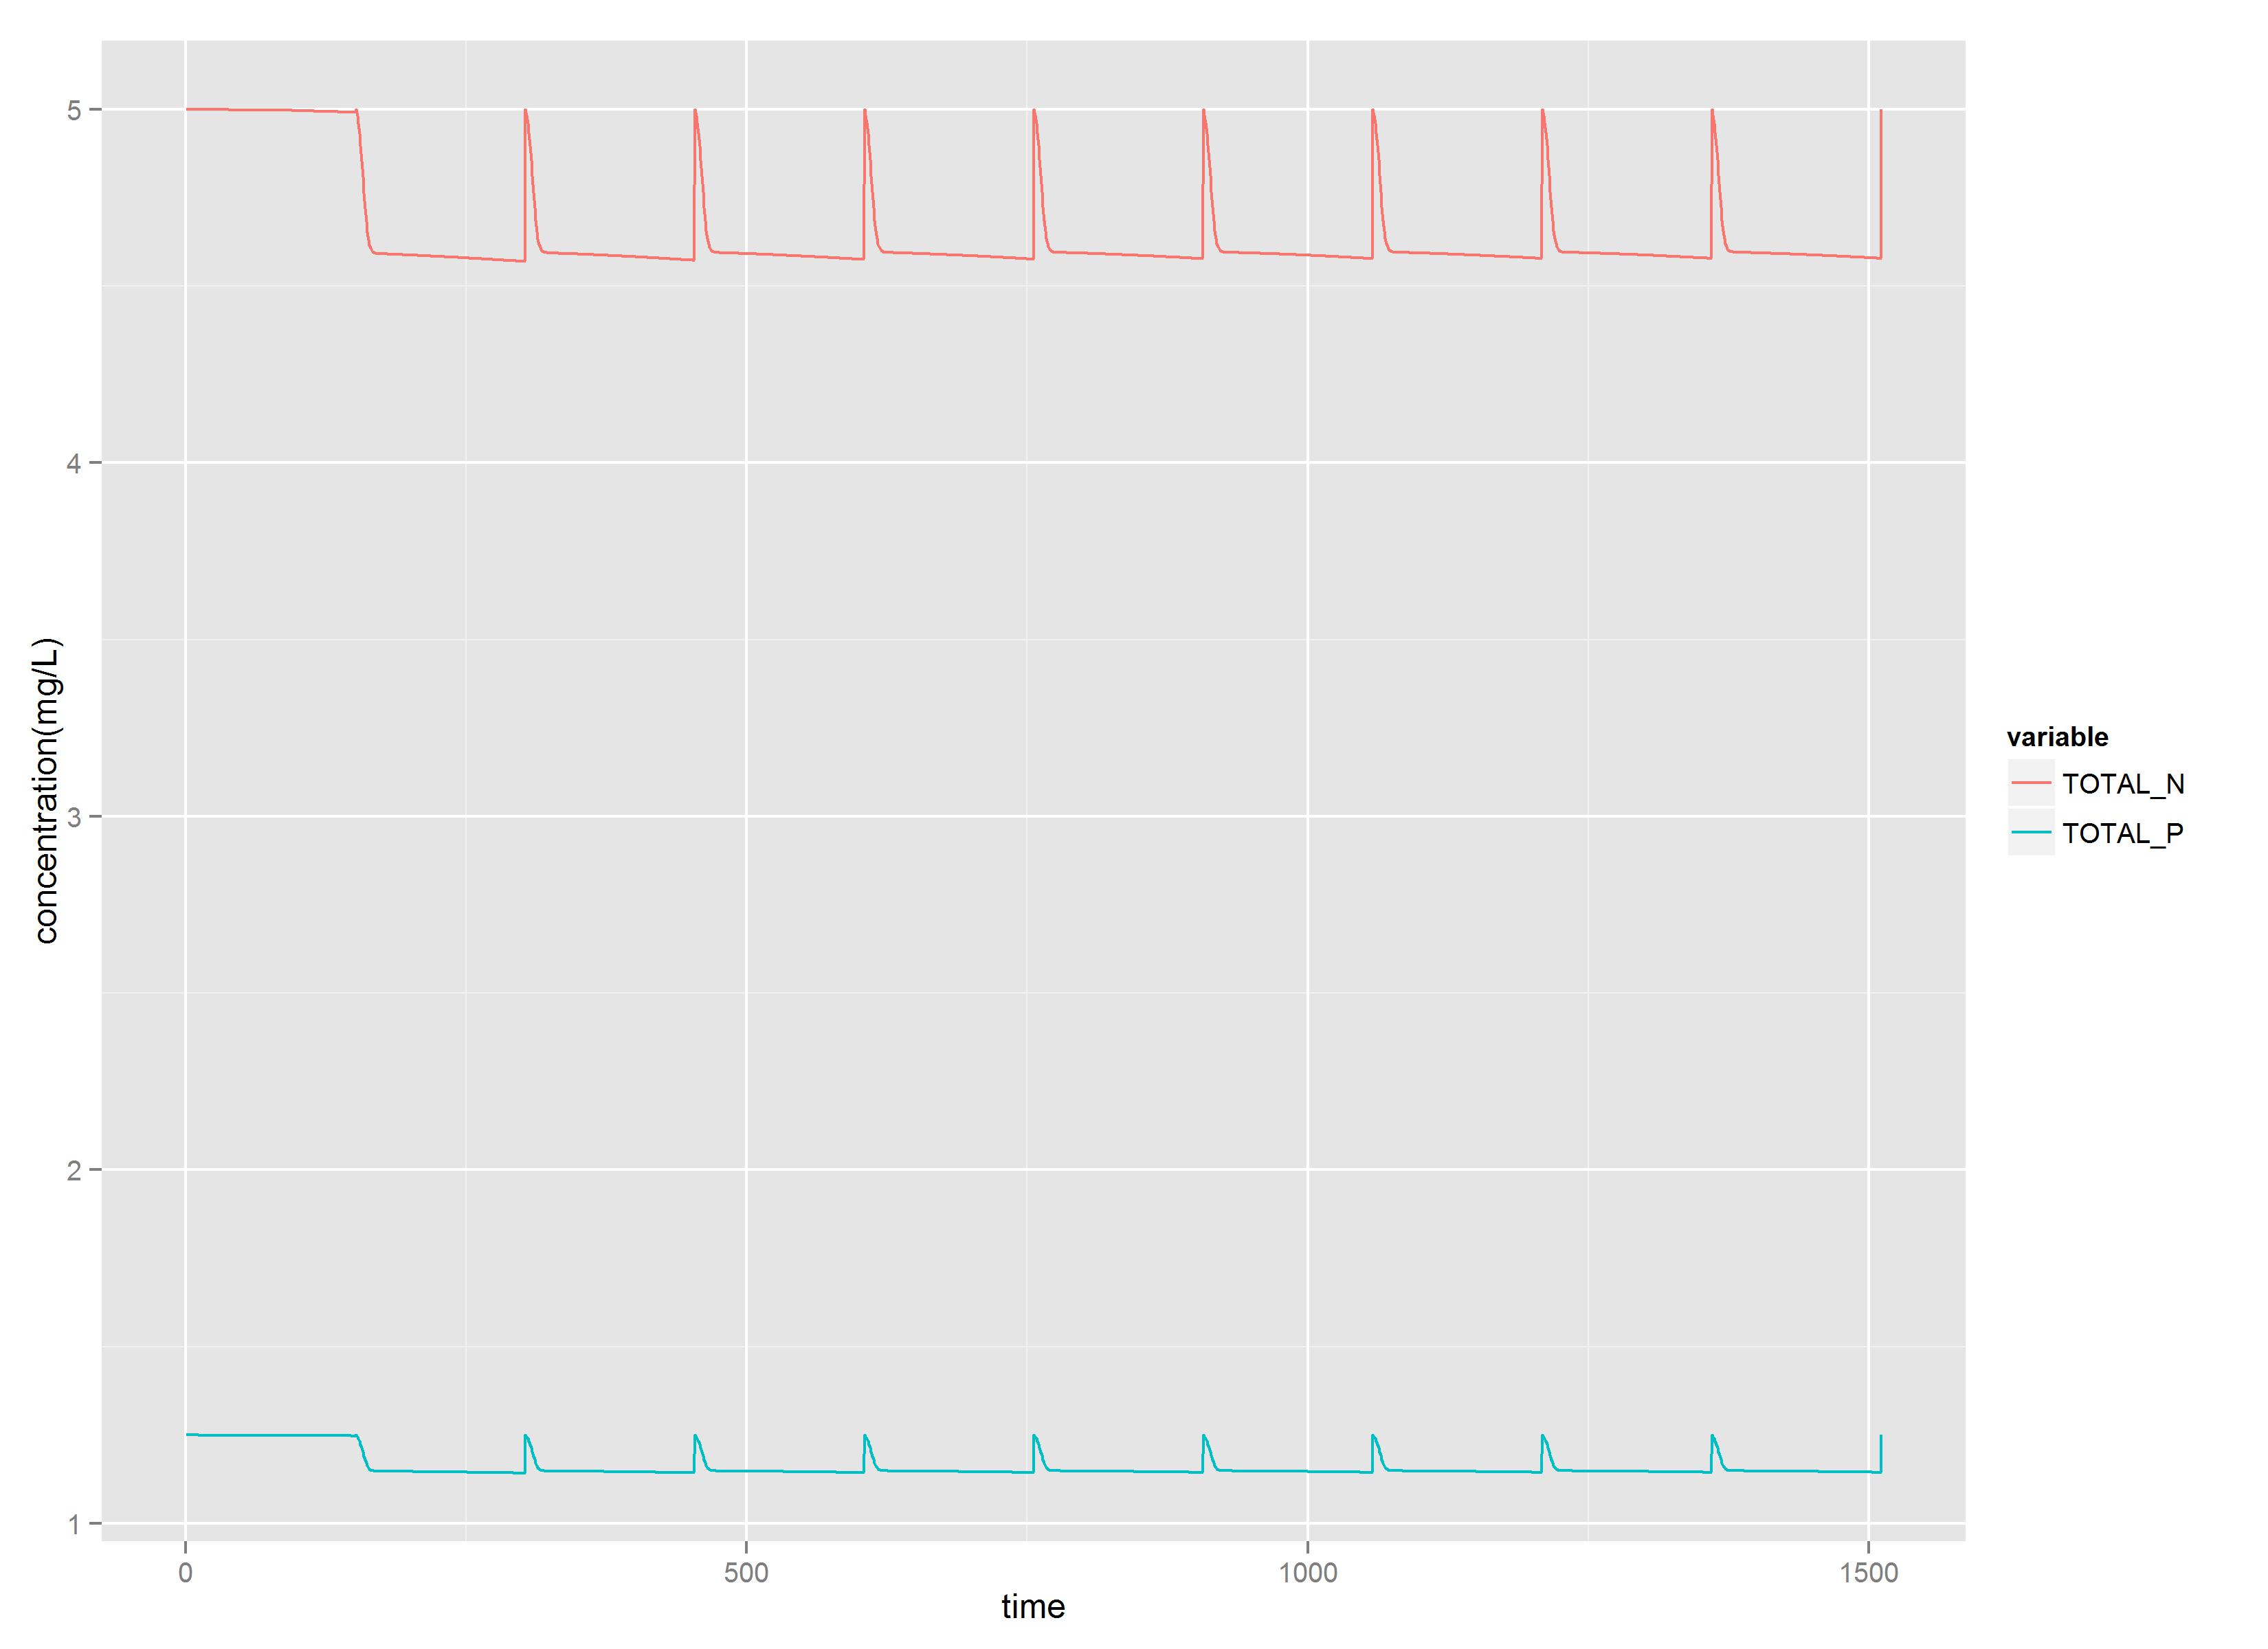 5
4
3
2
1
concentration(mg/L)
0 500 1000 1500
time
variable
TOTAL_N
TOTAL_P